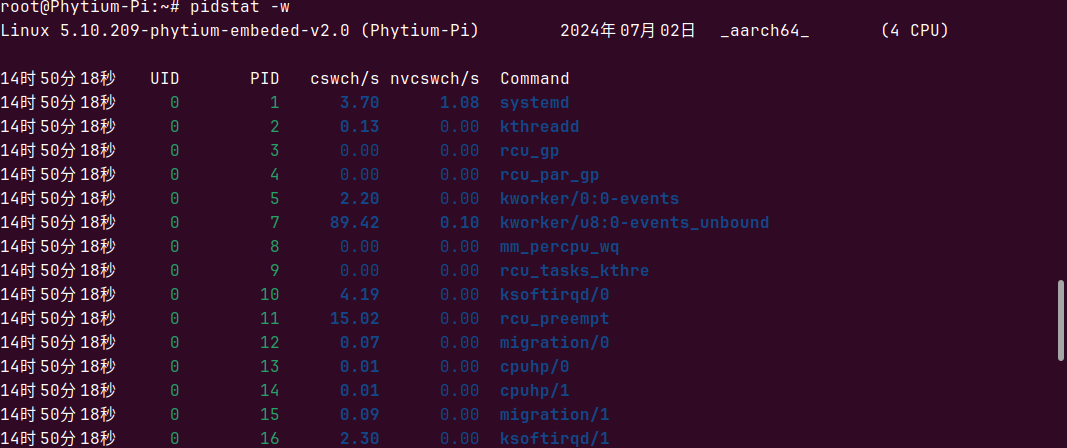 root@Phytium-Pi:~# pidstat -w
Linux 5.10.209-phytium-embeded-v2.0 (Phytium-Pi) 2024年07月02日 _aarch64_ (4 CPU)
14时50分18秒 UID PID cswch/s nvcswch/s Command
14时50分18秒 0 1 3.70 1.08 systemd
14时50分18秒 0 2 0.13 0.00 kthreadd
14时50分18秒 0 3 0.00 0.00 rcu_gp
14时50分18秒 0 4 0.00 0.00 rcu_par_gp
14时50分18秒 0 5 2.20 0.00 kworker/0:0-events
14时50分18秒 0 7 89.42 0.10 kworker/u8:0-events_unbound
14时50分18秒 0 8 0.00 0.00 mm_percpu_wq
14时50分18秒 0 9 0.00 0.00 rcu_tasks_kthre
14时50分18秒 0 10 4.19 0.00 ksoftirqd/0
14时50分18秒 0 11 15.02 0.00 rcu_preempt
14时50分18秒 0 12 0.07 0.00 migration/0
14时50分18秒 0 13 0.01 0.00 cpuhp/0
14时50分18秒 0 14 0.01 0.00 cpuhp/1
14时50分18秒 0 15 0.09 0.00 migration/1
14时50分18秒 0 16 2.30 0.00 ksoftirqd/1